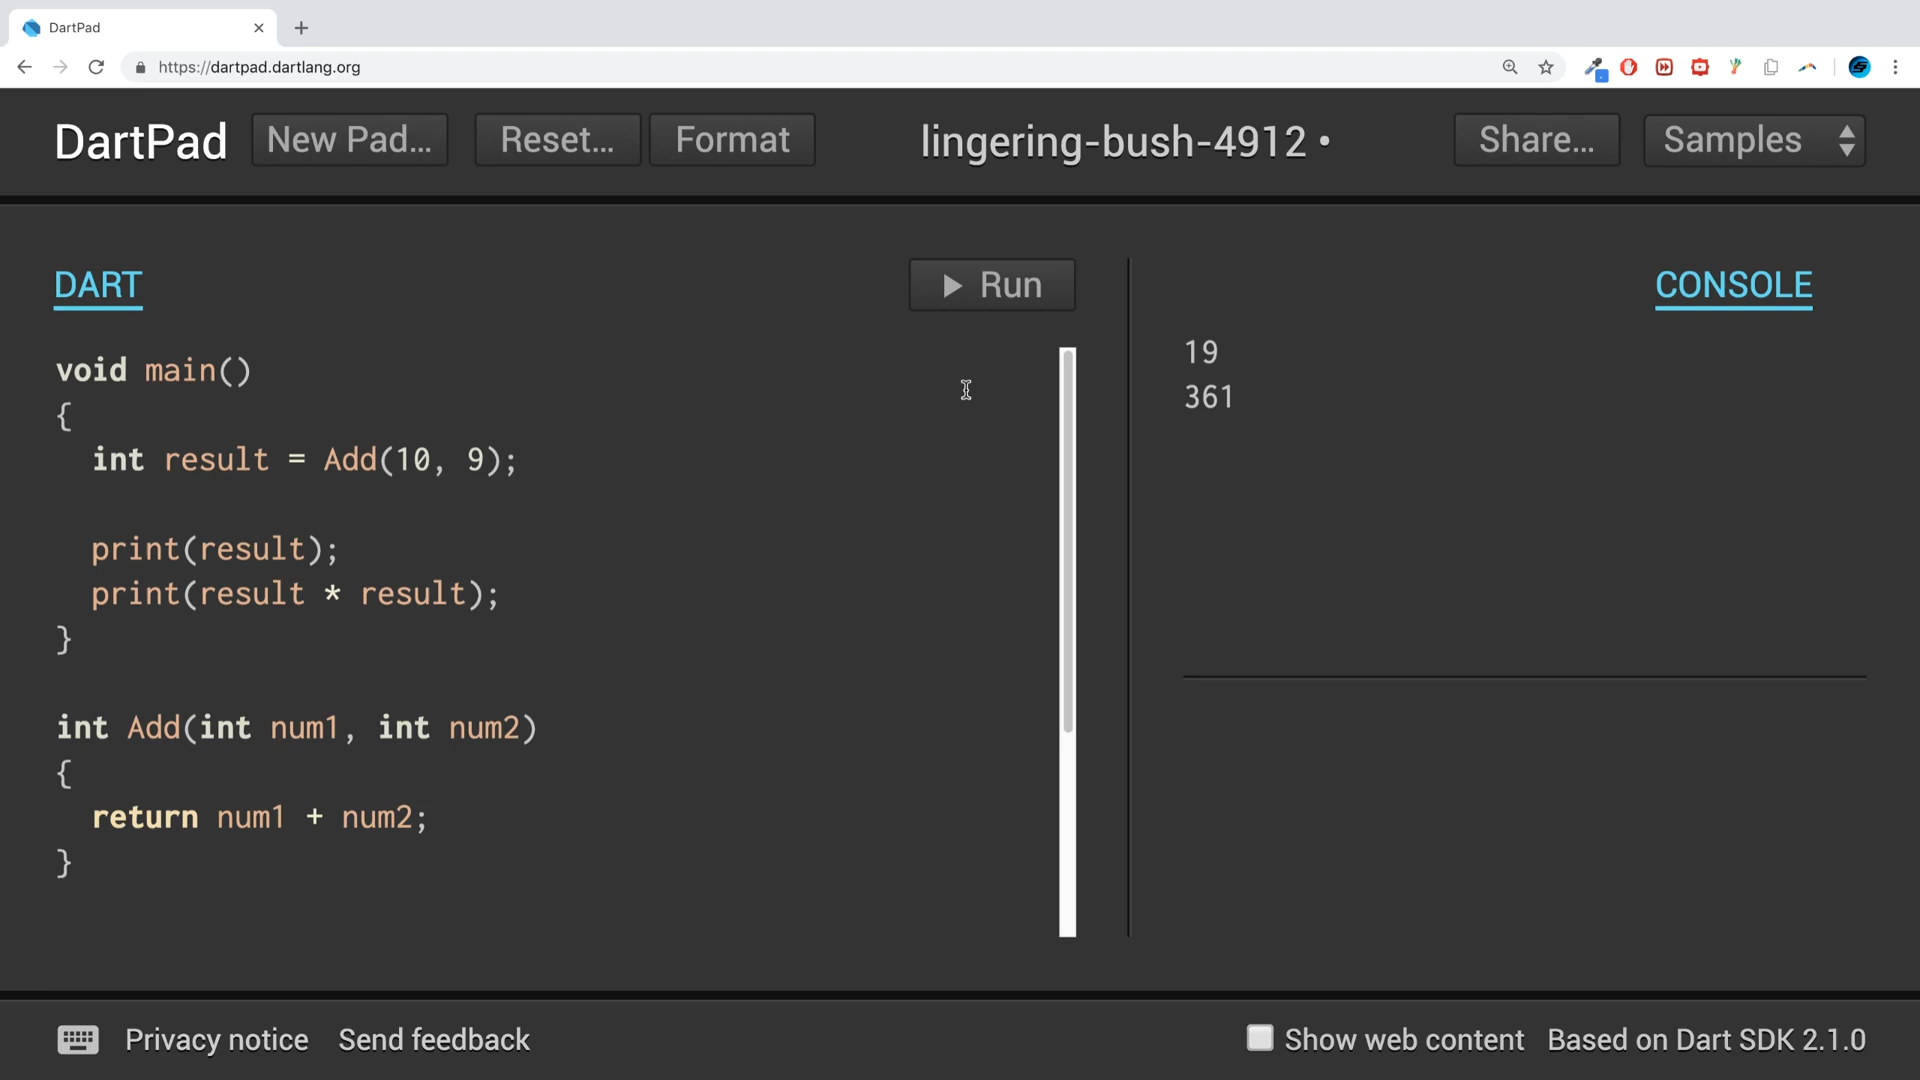 DartPad
https://dartpad.dartlang.org
DartPad New Pad... Reset... Format lingering-bush-4912 • Share... Samples
DART Run CONSOLE
void main()
{
  int result = Add(10, 9);
  print(result);
  print(result * result);
}
int Add(int num1, int num2)
{
  return num1 + num2;
}
19
361
Privacy notice Send feedback Show web content Based on Dart SDK 2.1.0